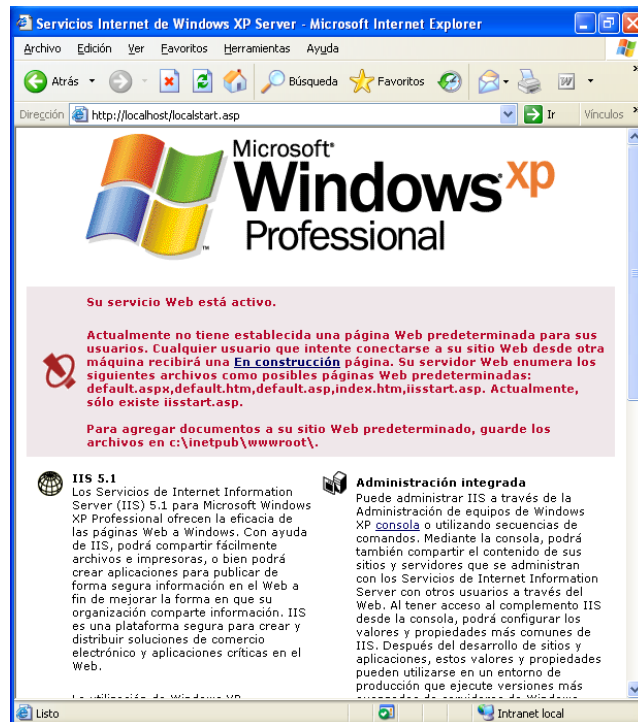 Servicios Internet de Windows XP Server - Microsoft Internet Explorer
Archivo Edición Ver Favoritos Herramientas Ayuda
Atrás Búsqueda Favoritos
Dirección http://localhost/localstart.asp Ir Vínculos
Microsoft®
Windows xp
Professional
Su servicio Web está activo.
Actualmente no tiene establecida una página Web predeterminada para sus
usuarios. Cualquier usuario que intente conectarse a su sitio Web desde otra
máquina recibirá una En construcción página. Su servidor Web enumera los
siguientes archivos como posibles páginas Web predeterminadas:
default.aspx,default.htm,default.asp,index.htm,iisstart.asp. Actualmente,
sólo existe iisstart.asp.
Para agregar documentos a su sitio Web predeterminado, guarde los
archivos en c:\inetpub\wwwroot\.
IIS 5.1
Los Servicios de Internet Information
Server (IIS) 5.1 para Microsoft Windows
XP Professional ofrecen la eficacia de
las páginas Web a Windows. Con ayuda
de IIS, podrá compartir fácilmente
archivos e impresoras, o bien podrá
crear aplicaciones para publicar de
forma segura información en el Web a
fin de mejorar la forma en que su
organización comparte información. IIS
es una plataforma segura para crear y
distribuir soluciones de comercio
electrónico y aplicaciones críticas en el
Web.
Administración integrada
Puede administrar IIS a través de la
Administración de equipos de Windows
XP consola o utilizando secuencias de
comandos. Mediante la consola, podrá
también compartir el contenido de sus
sitios y servidores que se administran
con los Servicios de Internet Information
Server con otros usuarios a través del
Web. Al tener acceso al complemento IIS
desde la consola, podrá configurar los
valores y propiedades más comunes de
IIS. Después del desarrollo de sitios y
aplicaciones, estos valores y propiedades
pueden utilizarse en un entorno de
producción que ejecute versiones más
Listo Intranet local